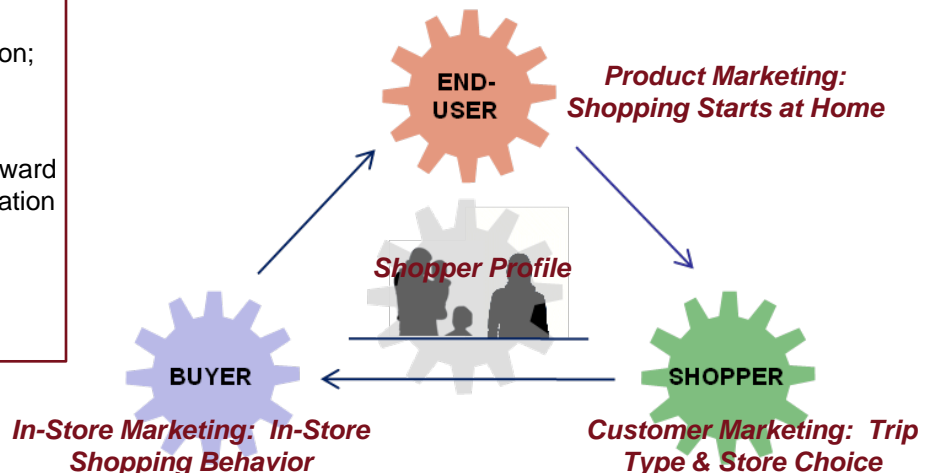 on;
ward
ation
END-
USER
Product Marketing:
Shopping Starts at Home
Shopper Profile
BUYER
SHOPPER
In-Store Marketing: In-Store
Shopping Behavior
Customer Marketing: Trip
Type & Store Choice